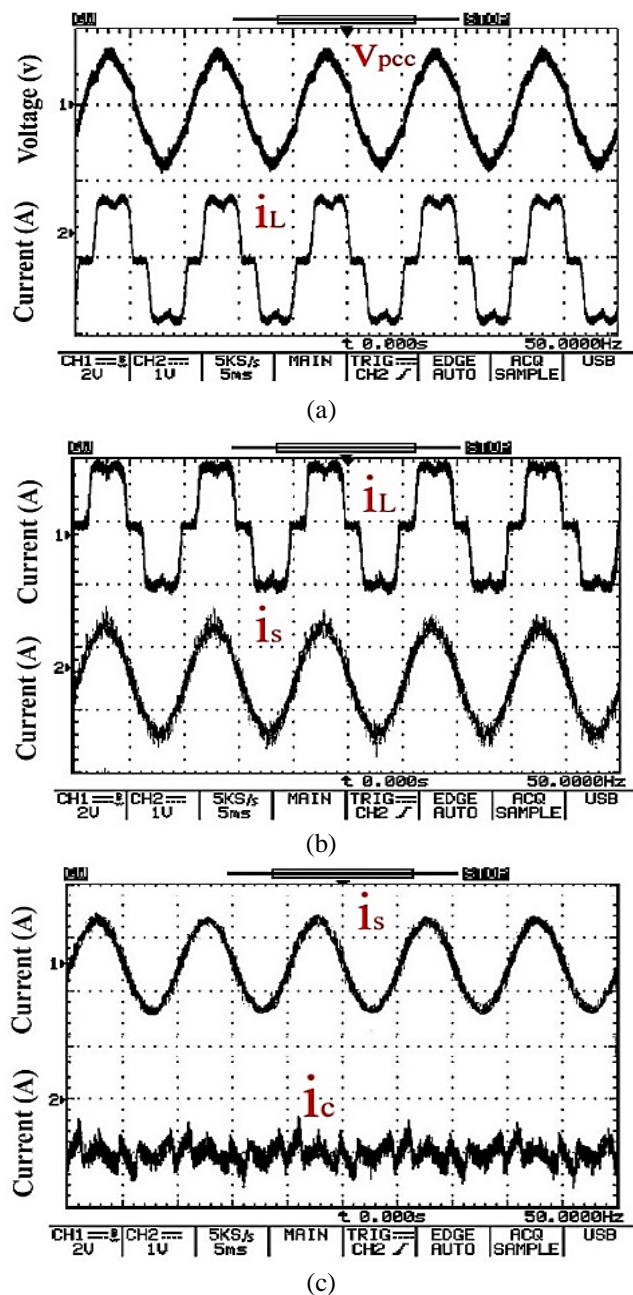 GW STOP
Vpcc
Voltage (v)
1
iL
Current (A)
2
t 0.000s 50.0000Hz
CH1 CH2 5KS/s MAIN TRIG EDGE ACQ USB
2V 1V 5ms CH2 AUTO SAMPLE
(a)
GW STOP
Current (A)
iL
1
is
Current (A)
2
t 0.000s 50.0000Hz
CH1 CH2 5KS/s MAIN TRIG EDGE ACQ USB
2V 1V 5ms CH2 AUTO SAMPLE
(b)
GW STOP
is
Current (A)
1
Current (A)
2
ic
t 0.000s 50.0000Hz
CH1 CH2 5KS/s MAIN TRIG EDGE ACQ USB
2V 1V 5ms CH2 AUTO SAMPLE
(c)